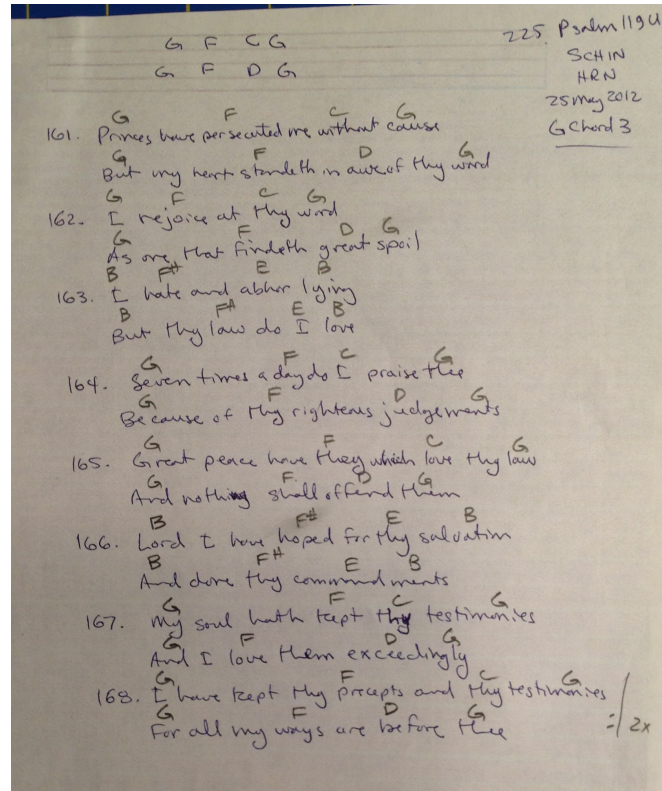 G F C G
G F D G
225. Psalm 119U
SCHIN
HRN
25 May 2012
G Chord 3
G F C G
161. Princes have persecuted me without cause
G F D G
But my heart standeth in awe of thy word
G F C G
162. I rejoice at thy word
G F D G
As one that findeth great spoil
B F# E B
163. I hate and abhor lying
B F# E B
But thy law do I love
G F C G
164. Seven times a day do I praise thee
G F D G
Because of thy righteous judgements
G F C G
165. Great peace have they which love thy law
G F D G
And nothing shall offend them
B F# E B
166. Lord I have hoped for thy salvation
B F# E B
And done thy commandments
G F C G
167. My soul hath kept thy testimonies
G F D G
And I love them exceedingly
G F C G
168. I have kept thy precepts and thy testimonies
G F D G
For all my ways are before thee
:/ 2x